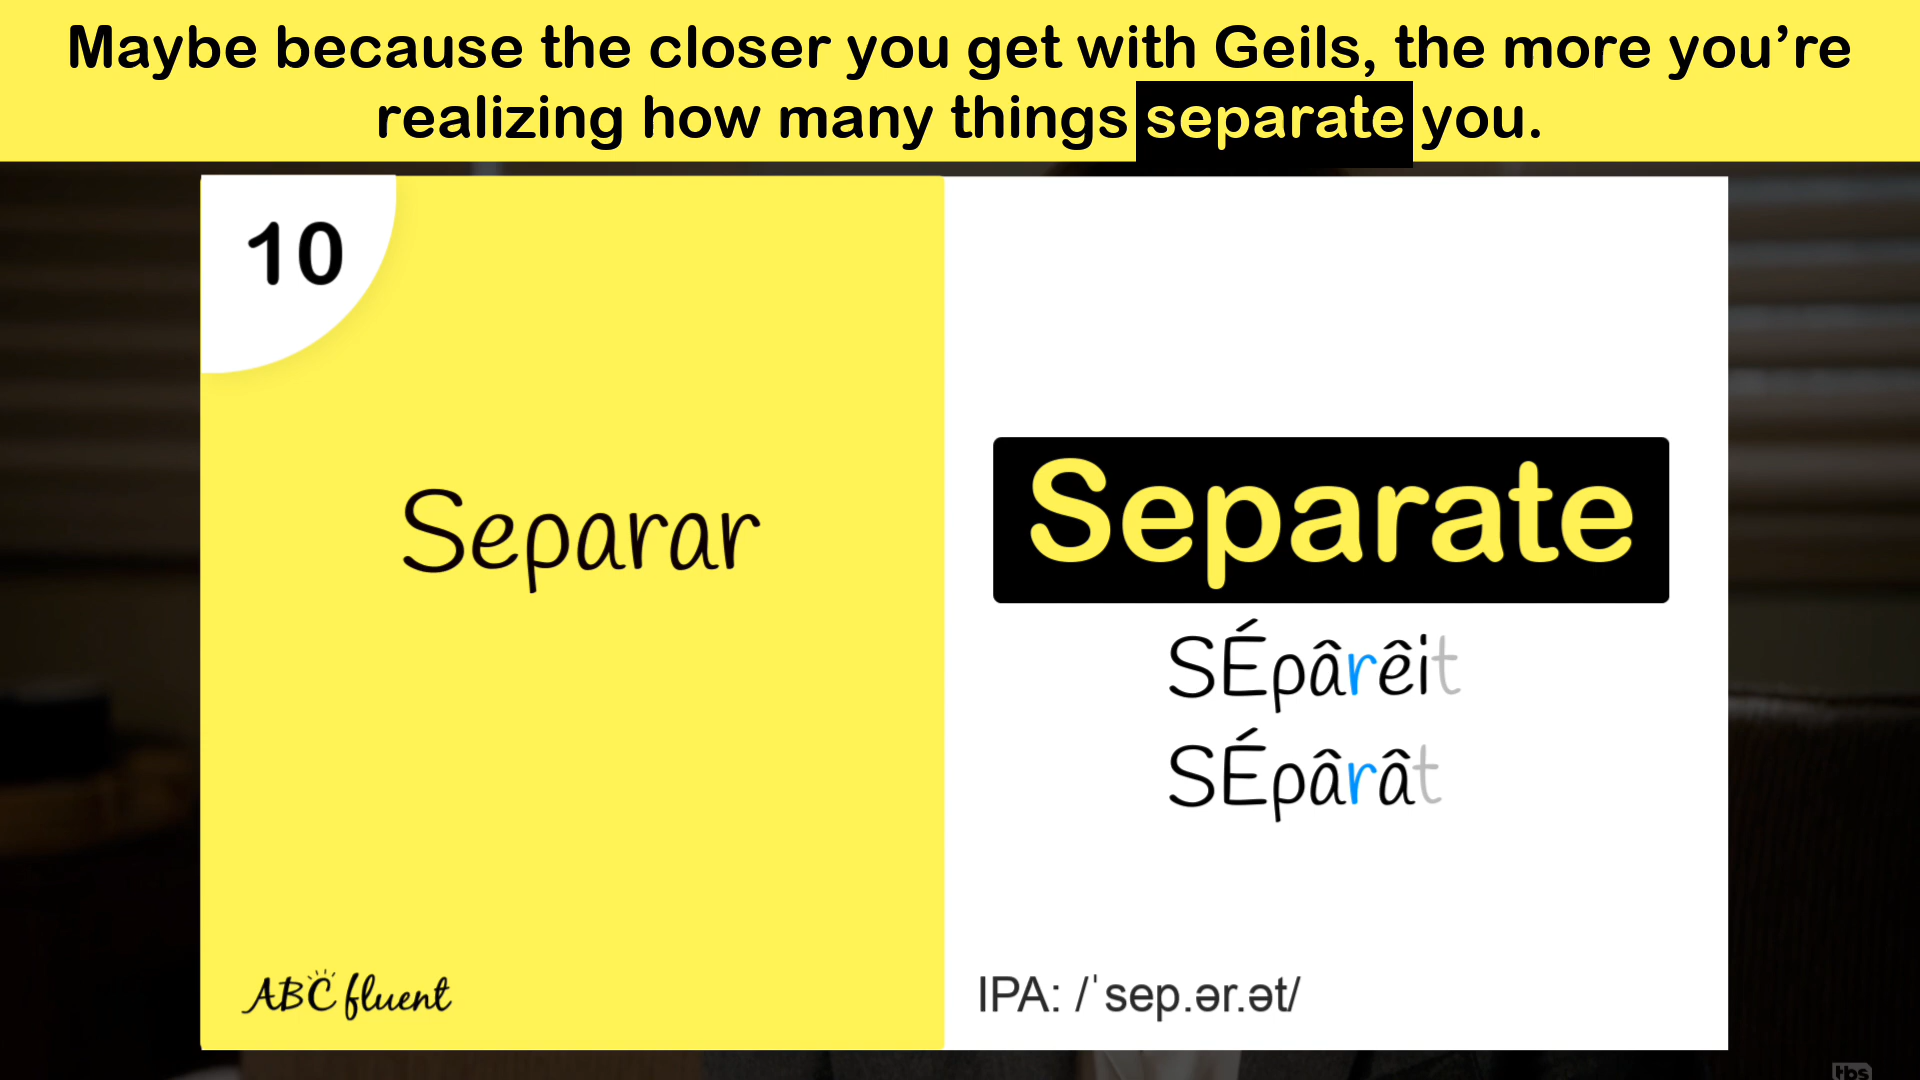 Maybe because the closer you get with Geils, the more you’re
realizing how many things separate you.
10
Separar
Separate
SÉpârêit
SÉpârât
ABC fluent
IPA: /ˈsep.ər.ət/
tbs